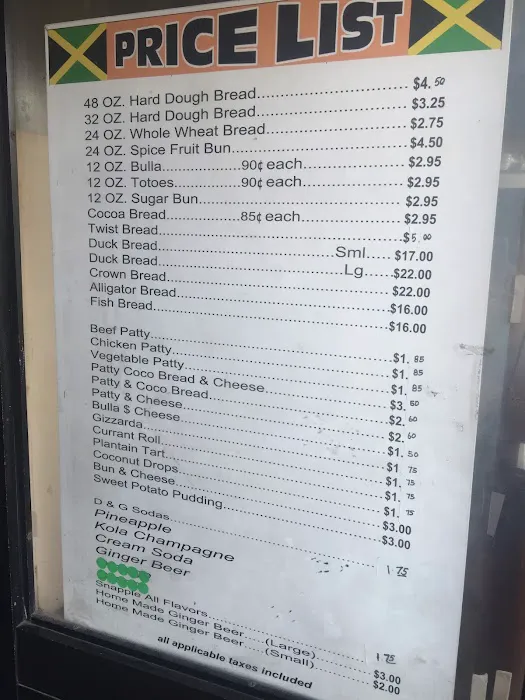 PRICE LIST
48 OZ. Hard Dough Bread........................$4.50
32 OZ. Hard Dough Bread........................$3.25
24 OZ. Whole Wheat Bread........................$2.75
24 OZ. Spice Fruit Bun........................$4.50
12 OZ. Bulla....................90¢ each....................$2.95
12 OZ. Totoes....................90¢ each....................$2.95
12 OZ. Sugar Bun........................$2.95
Cocoa Bread....................85¢ each....................$2.95
Twist Bread........................$5.00
Duck Bread........................Sml.....$17.00
Duck Bread........................Lg......$22.00
Crown Bread........................$22.00
Alligator Bread........................$16.00
Fish Bread........................$16.00
Beef Patty........................$1.85
Chicken Patty........................$1.85
Vegetable Patty........................$1.85
Patty Coco Bread & Cheese........................$3.60
Patty & Coco Bread........................$2.60
Patty & Cheese........................$2.60
Bulla $ Cheese........................$1.50
Gizzarda........................$1 75
Currant Roll........................$1.75
Plantain Tart........................$1.75
Coconut Drops........................$1.75
Bun & Cheese........................$3.00
Sweet Potato Pudding........................$3.00
D & G Sodas........................1 75
Pineapple
Kola Champagne
Cream Soda
Ginger Beer
Snapple All Flavors........................1 75
Home Made Ginger Beer.....(Large)........................$3.00
Home Made Ginger Beer.....(Small)........................$2.00
all applicable taxes included